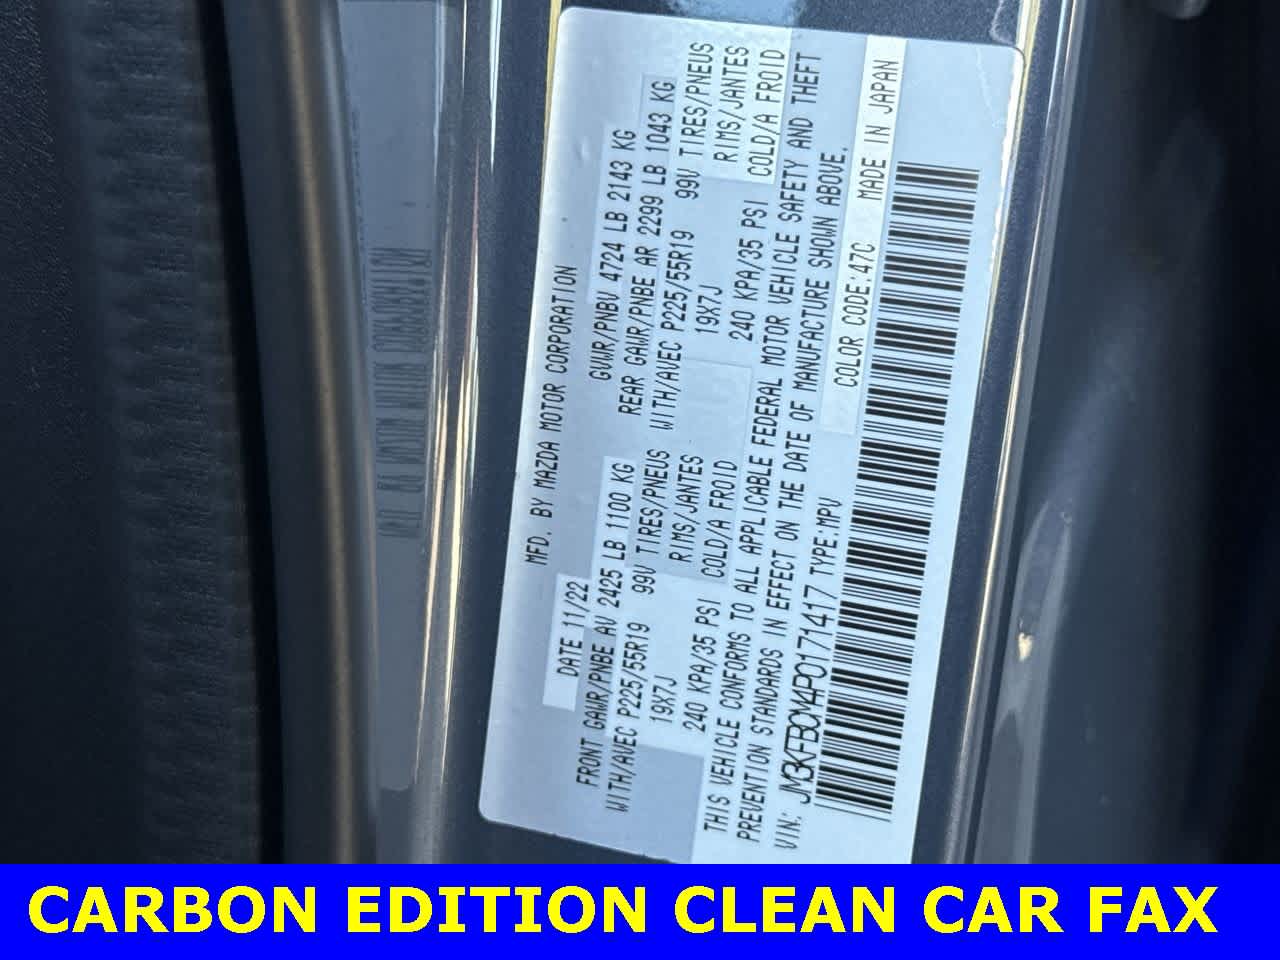 MFD. BY MAZDA MOTOR CORPORATION
DATE 11/22
GVWR/PNBV 4724 LB 2143 KG
FRONT GAWR/PNBE AV 2425 LB 1100 KG
REAR GAWR/PNBE AR 2299 LB 1043 KG
WITH/AVEC P225/55R19 99V TIRES/PNEUS
WITH/AVEC P225/55R19 99V TIRES/PNEUS
19X7J RIMS/JANTES
19X7J RIMS/JANTES
240 KPA/35 PSI COLD/A FROID
240 KPA/35 PSI COLD/A FROID
THIS VEHICLE CONFORMS TO ALL APPLICABLE FEDERAL MOTOR VEHICLE SAFETY AND THEFT
PREVENTION STANDARDS IN EFFECT ON THE DATE OF MANUFACTURE SHOWN ABOVE.
VIN: JM3KFBCM4P0171417 TYPE:MPV COLOR CODE:47C MADE IN JAPAN
CARBON EDITION CLEAN CAR FAX